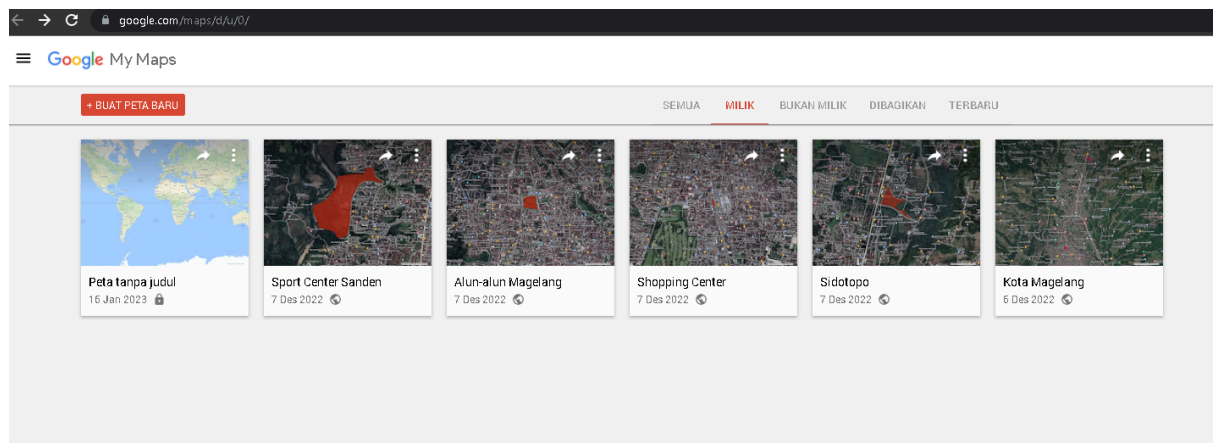 google.com/maps/d/u/0/
Google My Maps
+ BUAT PETA BARU
SEMUA MILIK BUKAN MILIK DIBAGIKAN TERBARU
Peta tanpa judul
16 Jan 2023
Sport Center Sanden
7 Des 2022
Alun-alun Magelang
7 Des 2022
Shopping Center
7 Des 2022
Sidotopo
7 Des 2022
Kota Magelang
6 Des 2022